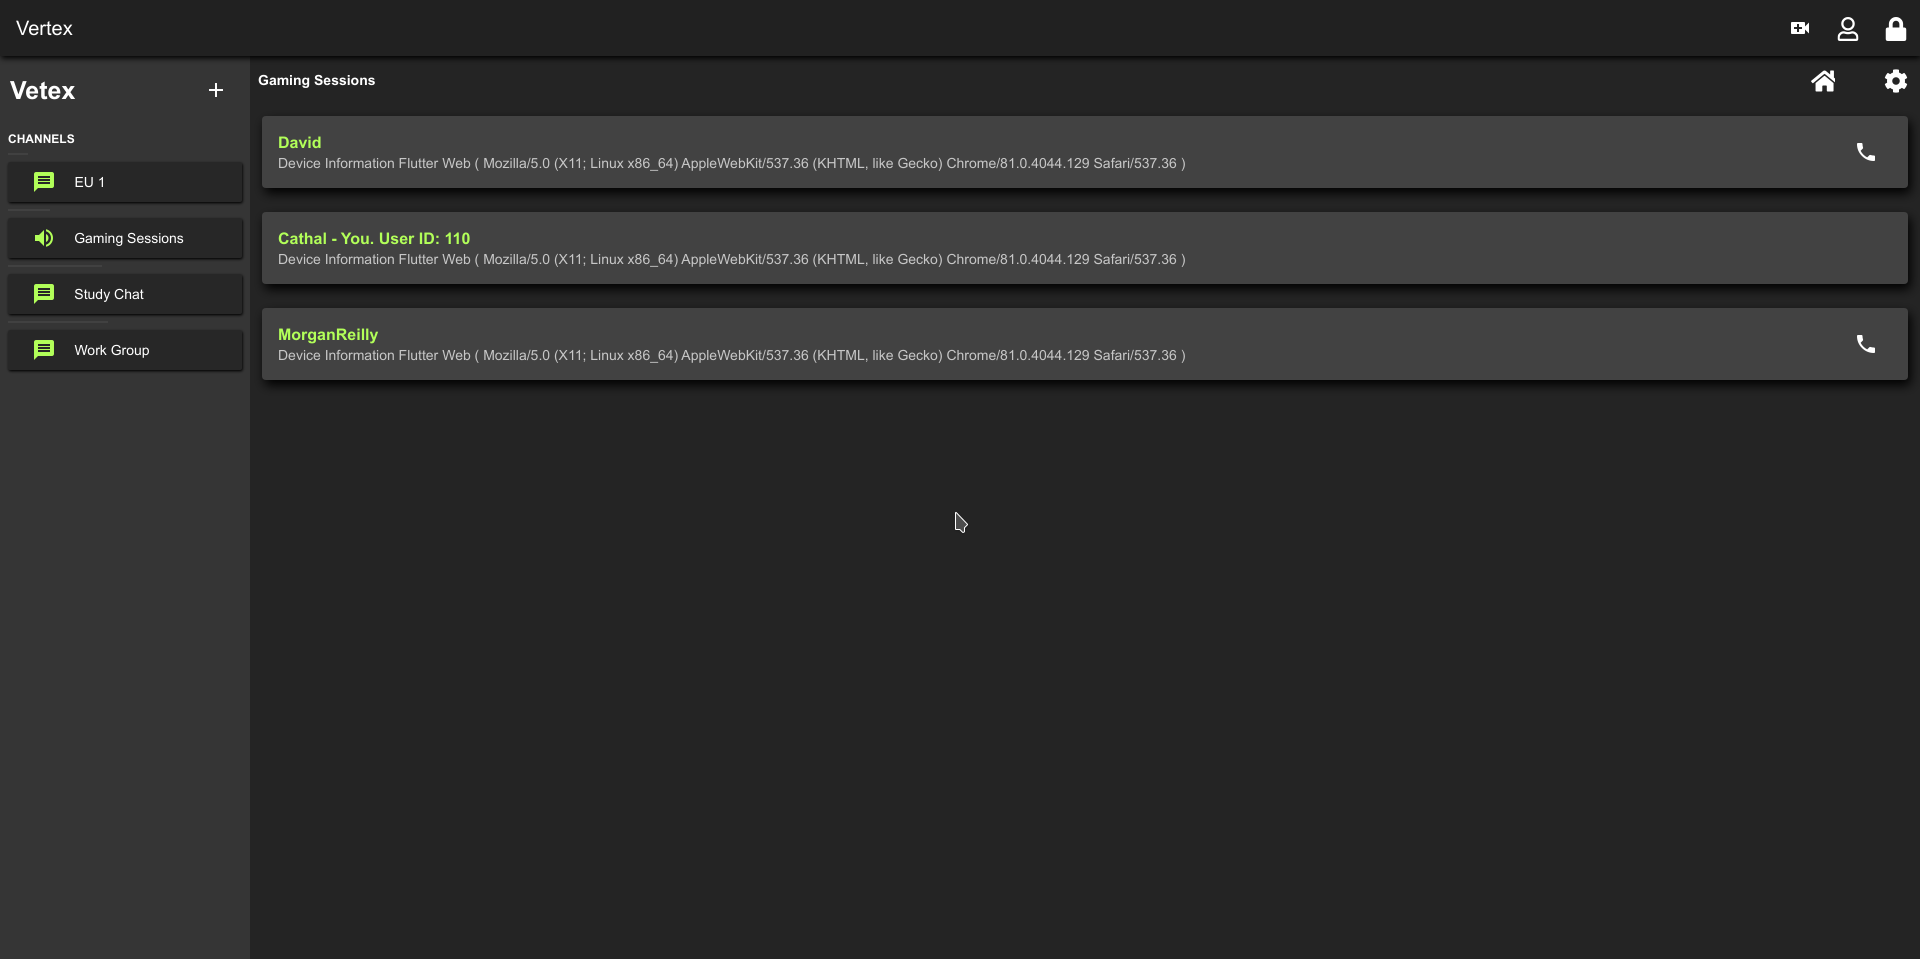 Vertex
Vetex
CHANNELS
EU 1
Gaming Sessions
Study Chat
Work Group
Gaming Sessions
David
Device Information Flutter Web ( Mozilla/5.0 (X11; Linux x86_64) AppleWebKit/537.36 (KHTML, like Gecko) Chrome/81.0.4044.129 Safari/537.36 )
Cathal - You. User ID: 110
Device Information Flutter Web ( Mozilla/5.0 (X11; Linux x86_64) AppleWebKit/537.36 (KHTML, like Gecko) Chrome/81.0.4044.129 Safari/537.36 )
MorganReilly
Device Information Flutter Web ( Mozilla/5.0 (X11; Linux x86_64) AppleWebKit/537.36 (KHTML, like Gecko) Chrome/81.0.4044.129 Safari/537.36 )